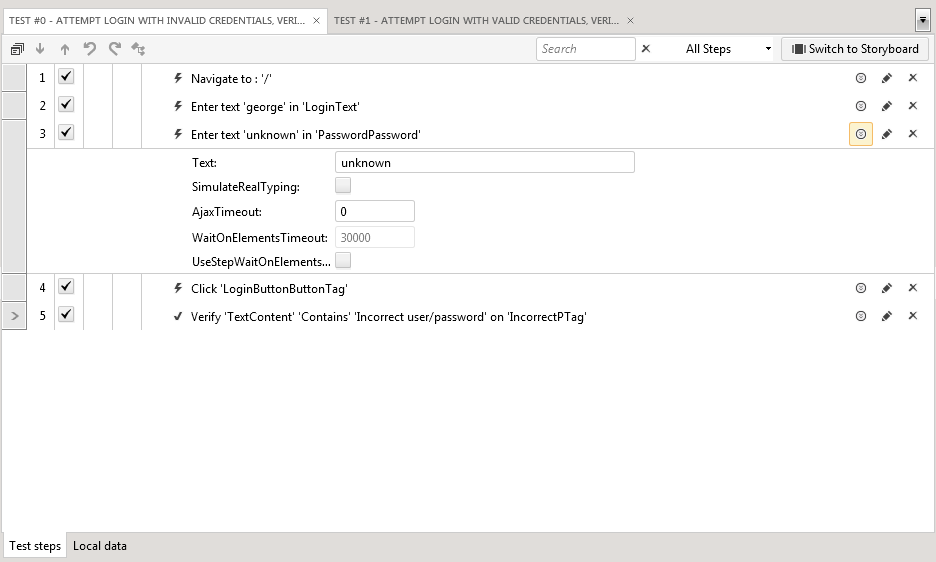 TEST #0 - ATTEMPT LOGIN WITH INVALID CREDENTIALS, VERI... TEST #1 - ATTEMPT LOGIN WITH VALID CREDENTIALS, VERI...
Search All Steps Switch to Storyboard
1 Navigate to : '/'
2 Enter text 'george' in 'LoginText'
3 Enter text 'unknown' in 'PasswordPassword'
Text: unknown
SimulateRealTyping:
AjaxTimeout: 0
WaitOnElementsTimeout: 30000
UseStepWaitOnElements...
4 Click 'LoginButtonButtonTag'
5 Verify 'TextContent' 'Contains' 'Incorrect user/password' on 'IncorrectPTag'
Test steps Local data